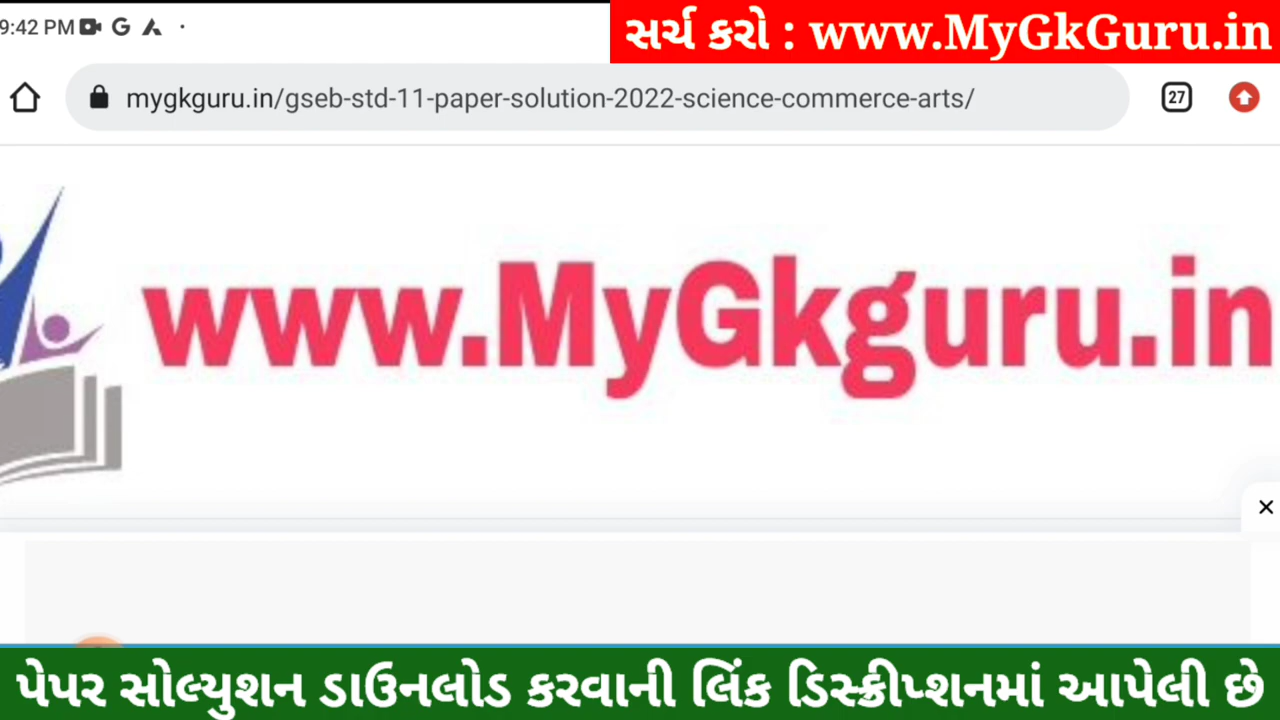 9:42 PM
સર્ચ કરો : www.MyGkGuru.in
mygkguru.in/gseb-std-11-paper-solution-2022-science-commerce-arts/
27
www.MyGkguru.in
પેપર સોલ્યુશન ડાઉનલોડ કરવાની લિંક ડિસ્ક્રીપ્શનમાં આપેલી છે